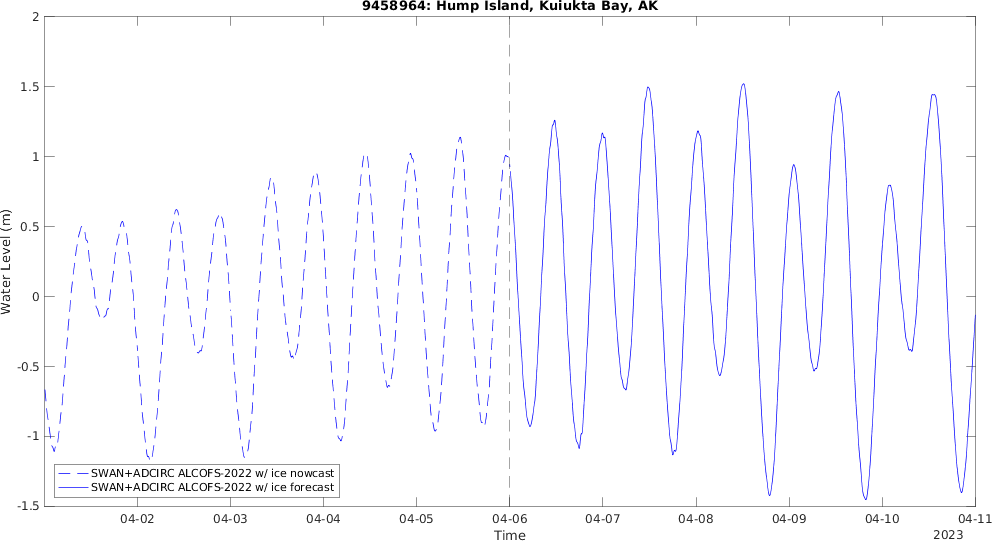 9458964: Hump Island, Kuiukta Bay, AK
2
1.5
1
0.5
0
-0.5
-1
-1.5
Water Level (m)
SWAN+ADCIRC ALCOFS-2022 w/ ice nowcast
SWAN+ADCIRC ALCOFS-2022 w/ ice forecast
04-02 04-03 04-04 04-05 04-06 04-07 04-08 04-09 04-10 04-11
Time
2023